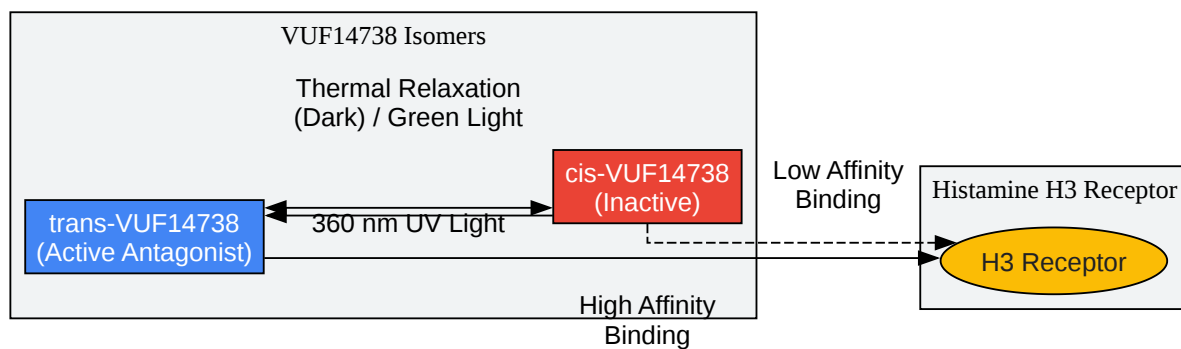 VUF14738 Isomers
Thermal Relaxation
(Dark) / Green Light
cis-VUF14738
(Inactive)
Low Affinity
Binding
Histamine H3 Receptor
trans-VUF14738
(Active Antagonist)
360 nm UV Light
H3 Receptor
High Affinity
Binding